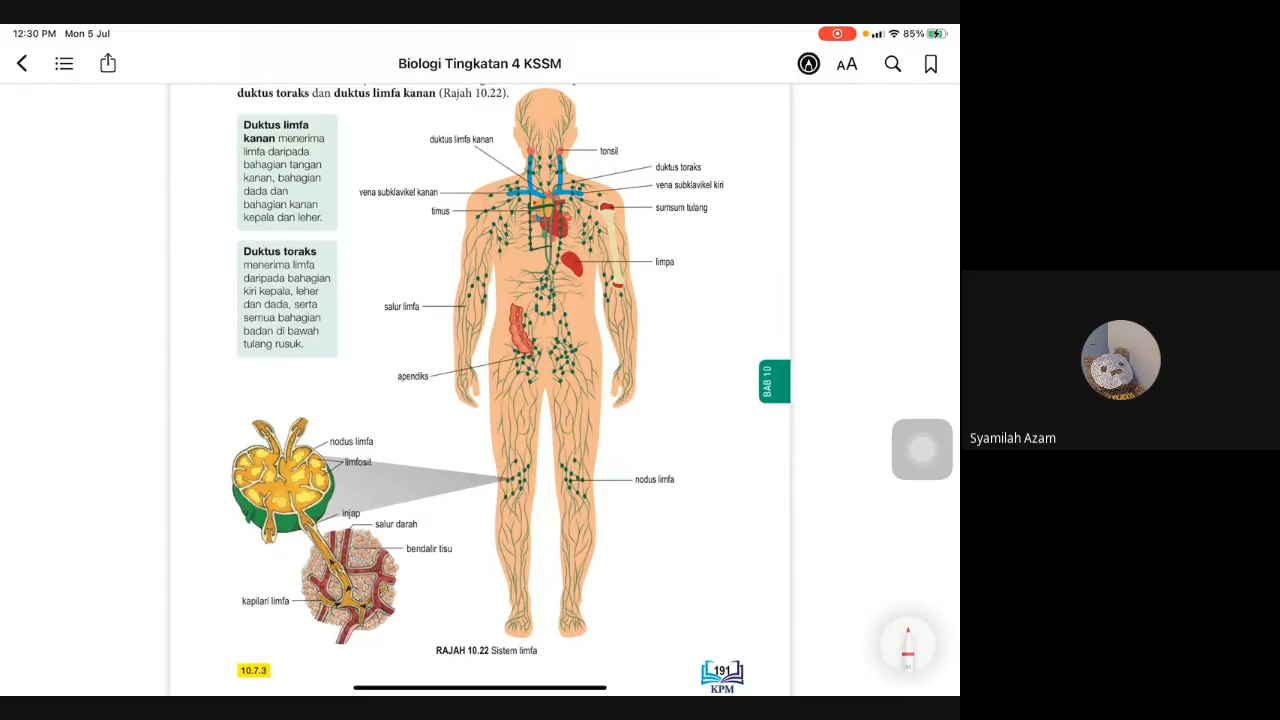 12:30 PM Mon 5 Jul
85%
Biologi Tingkatan 4 KSSM
AA
duktus toraks dan duktus limfa kanan (Rajah 10.22).
Duktus limfa
kanan menerima
limfa daripada
bahagian tangan
kanan, bahagian
dada dan
bahagian kanan
kepala dan leher.
Duktus toraks
menerima limfa
daripada bahagian
kiri kepala, leher
dan dada, serta
semua bahagian
badan di bawah
tulang rusuk.
duktus limfa kanan
tonsil
duktus toraks
vena subklavikel kanan
vena subklavikel kiri
timus
sumsum tulang
limpa
salur limfa
apendiks
BAB 10
nodus limfa
limfosit
nodus limfa
injap
salur darah
bendalir tisu
kapilari limfa
RAJAH 10.22 Sistem limfa
10.7.3
191
KPM
Syamilah Azam